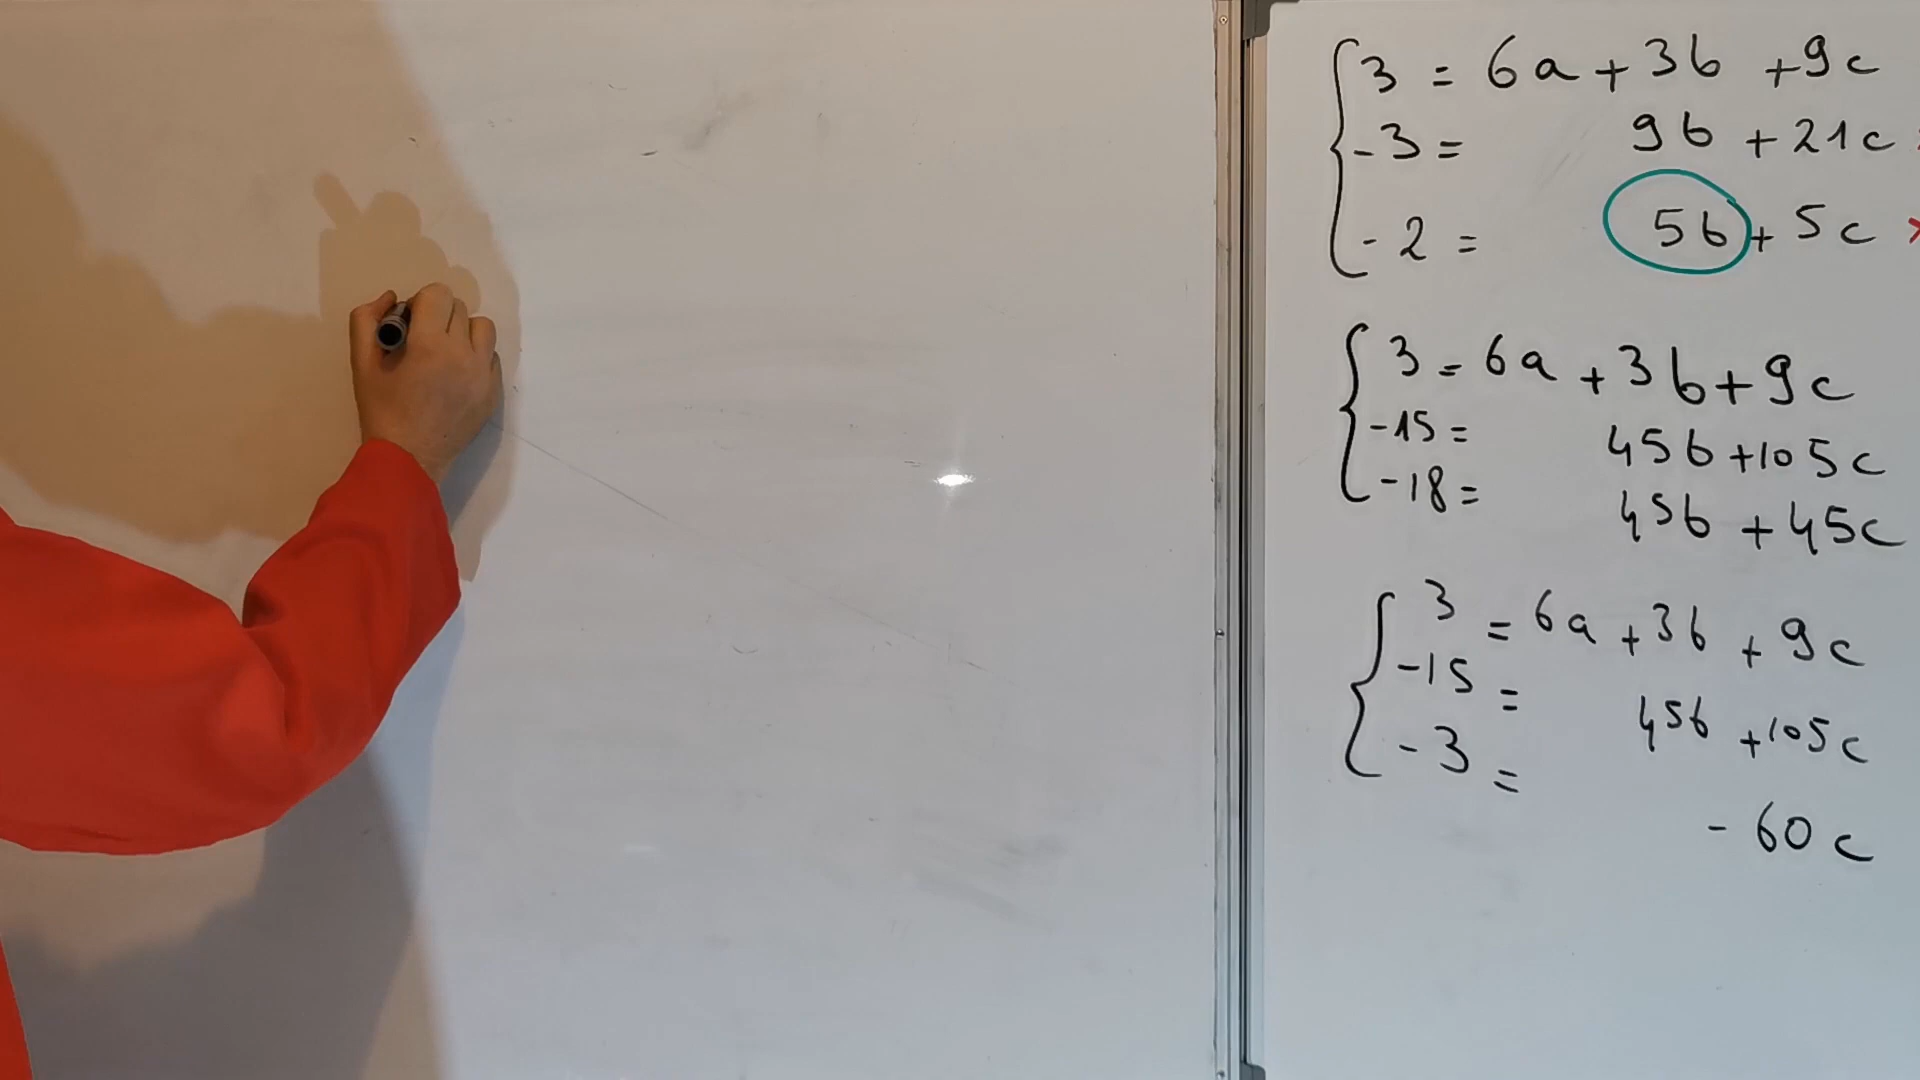 3 = 6a + 3b + 9c
-3 = 9b + 21c
-2 = 5b + 5c
3 = 6a + 3b + 9c
-15 = 45b + 105c
-18 = 45b + 45c
3 = 6a + 3b + 9c
-15 = 45b + 105c
-3 = - 60c